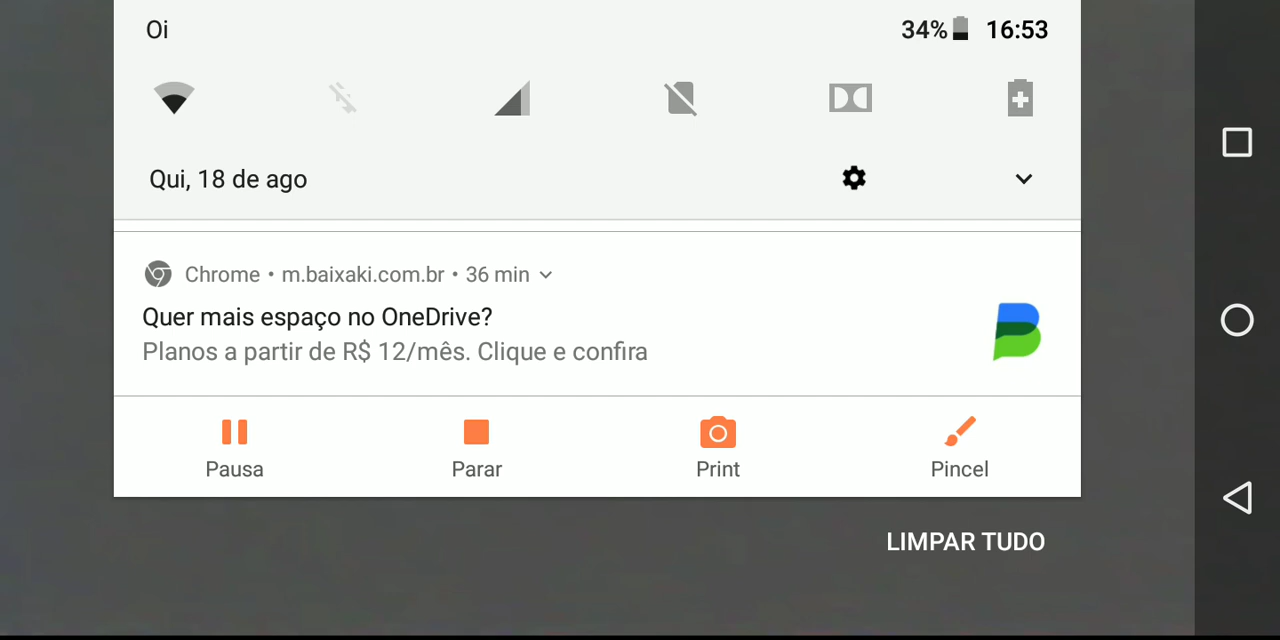 Oi
34% 16:53
Qui, 18 de ago
Chrome • m.baixaki.com.br • 36 min
Quer mais espaço no OneDrive?
Planos a partir de R$ 12/mês. Clique e confira
Pausa Parar Print Pincel
LIMPAR TUDO